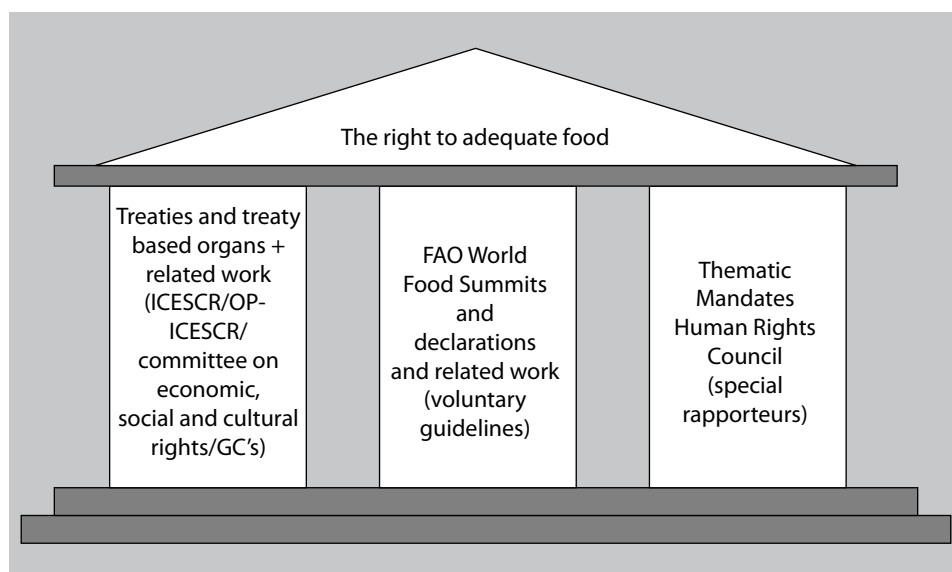 The right to adequate food
Treaties and treaty
based organs +
related work
(ICESCR/OP-
ICESCR/
committee on
economic,
social and cultural
rights/GC's)
FAO World
Food Summits
and
declarations
and related work
(voluntary
guidelines)
Thematic
Mandates
Human Rights
Council
(special
rapporteurs)